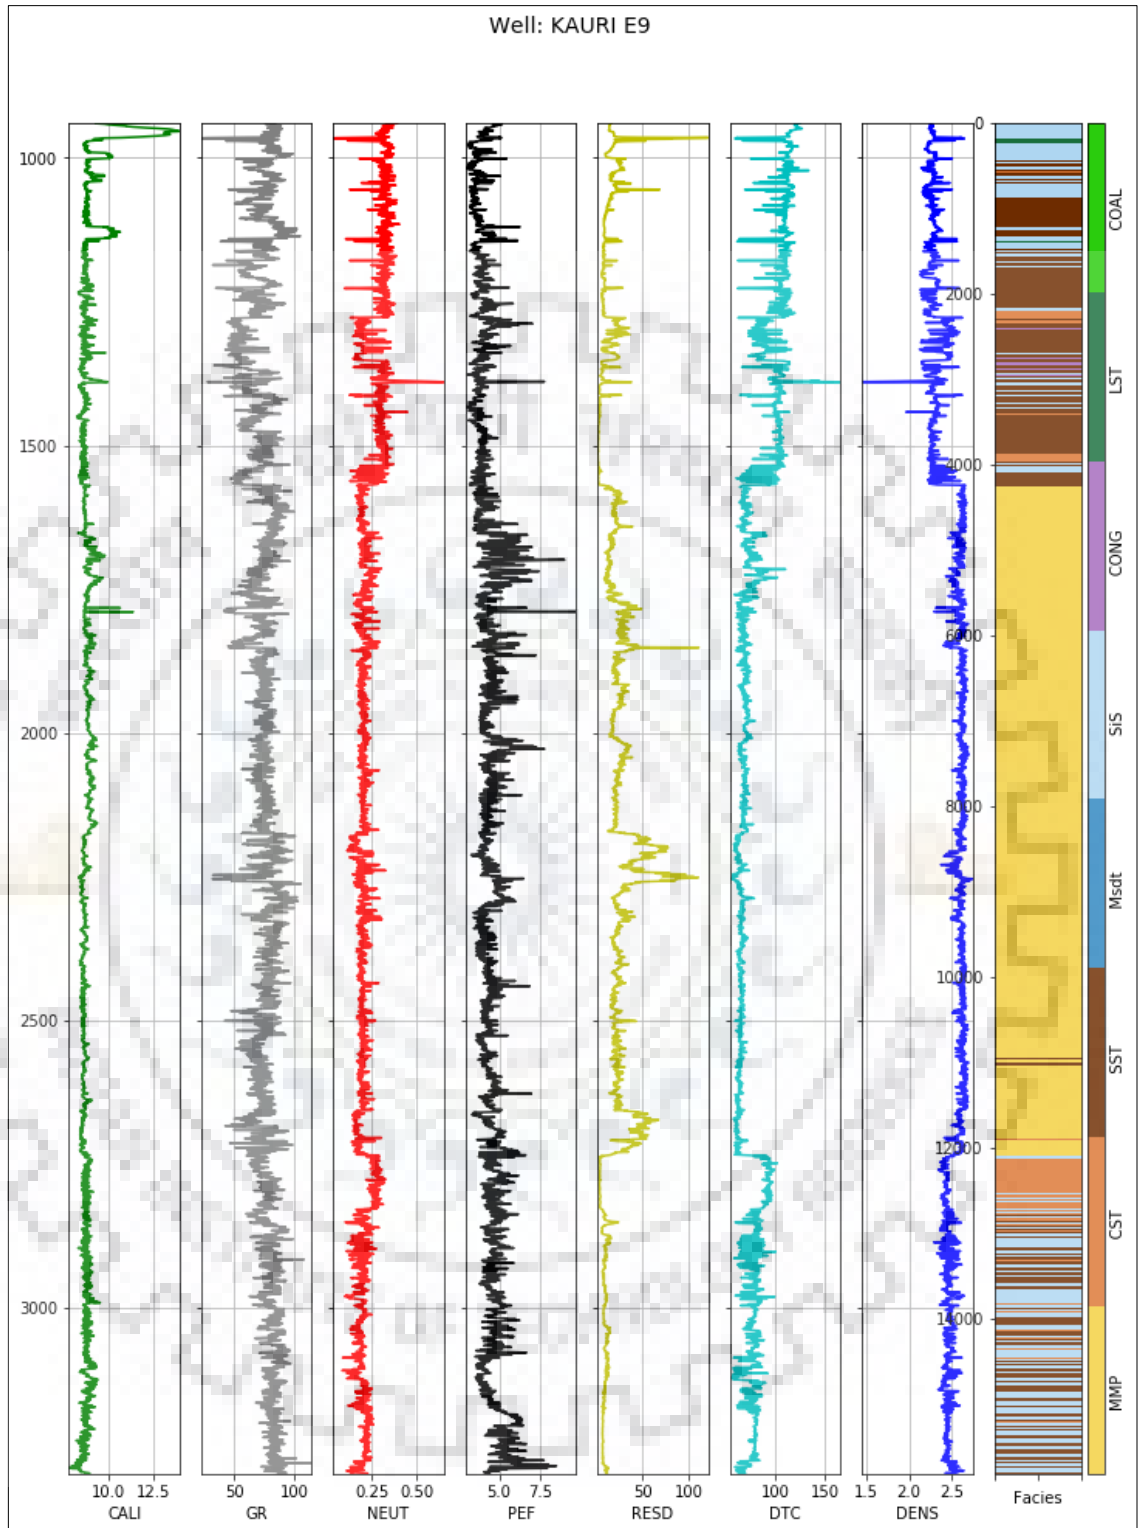 Well: KAURI E9
0
1000
2000
1500
4000
6000
2000
8000
10000
2500
12000
3000
14000
COAL
LST
CONG
SiS
Msdt
SST
CST
MMP
10.0 12.5
50 100
0.25 0.50
5.0 7.5
50 100
100 150
1.5 2.0 2.5
CALI
GR
NEUT
PEF
RESD
DTC
DENS
Facies